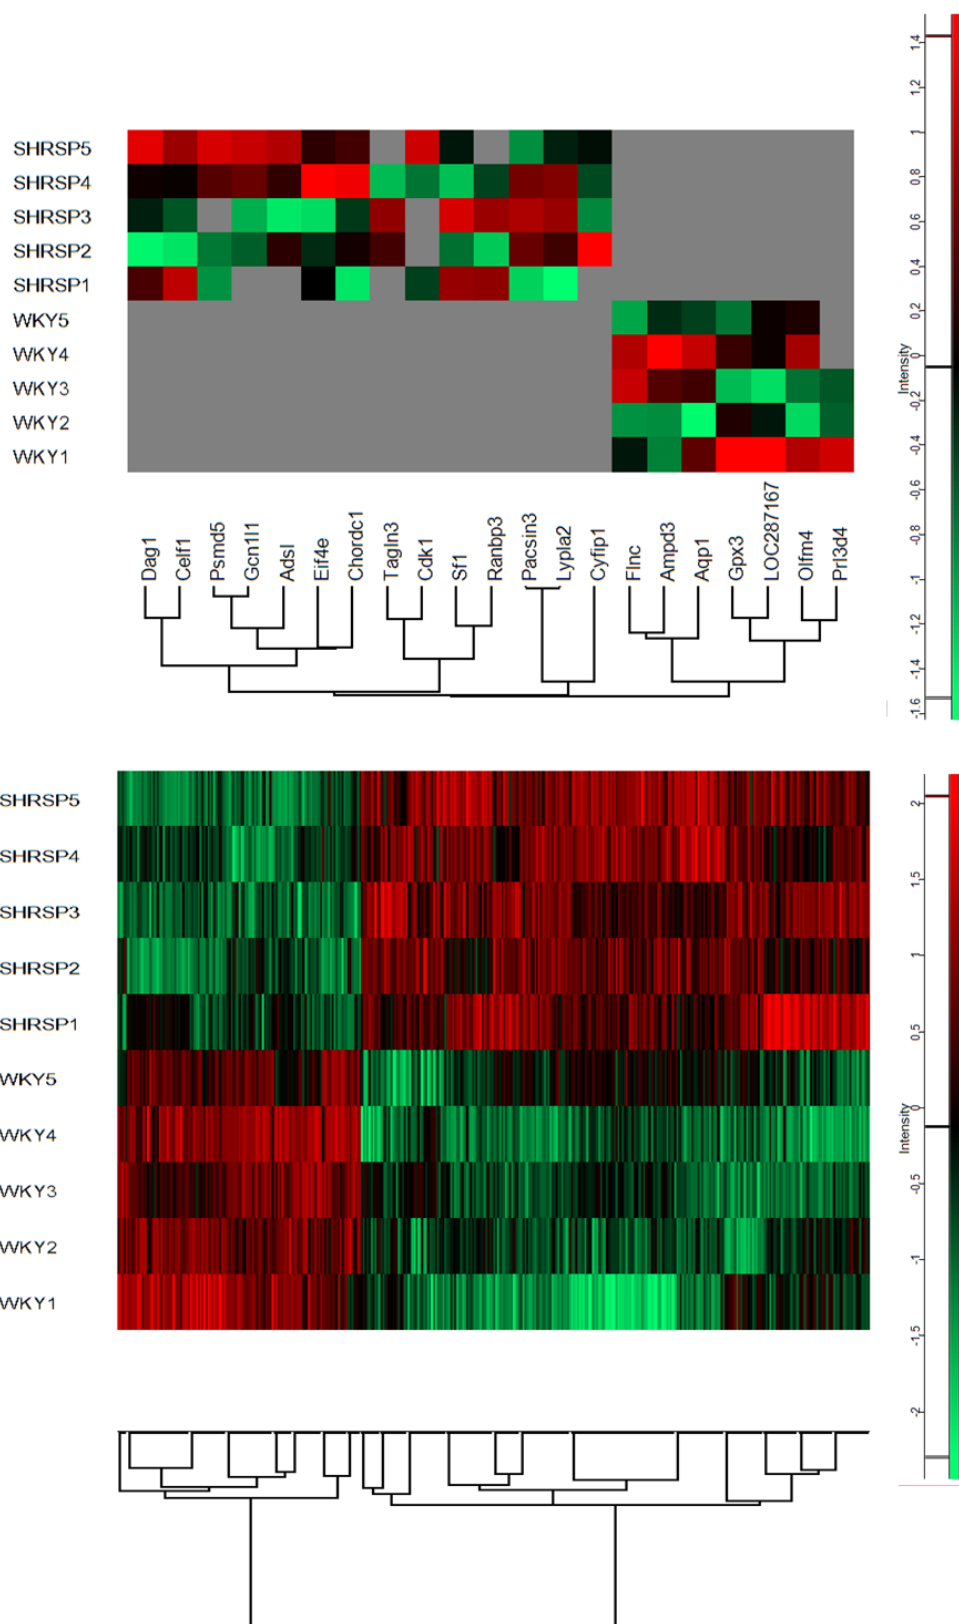 SHRSP5
SHRSP4
SHRSP3
SHRSP2
SHRSP1
WKY5
WKY4
WKY3
WKY2
WKY1
Dag1
Celf1
Psmd5
Gcn1l1
Adsl
Eif4e
Chordc1
Tagln3
Cdk1
Sf1
Ranbp3
Pacsin3
Lypla2
Cyfip1
Flnc
Ampd3
Aqp1
Gpx3
LOC287167
Olfm4
Prl3d4
1.4
1.2
1
0.8
0.6
0.4
0.2
0
-0.2
-0.4
-0.6
-0.8
-1
-1.2
-1.4
-1.6
Intensity
SHRSP5
SHRSP4
SHRSP3
SHRSP2
SHRSP1
WKY5
WKY4
WKY3
WKY2
WKY1
2
1.5
1
0.5
0
-0.5
-1
-1.5
-2
Intensity